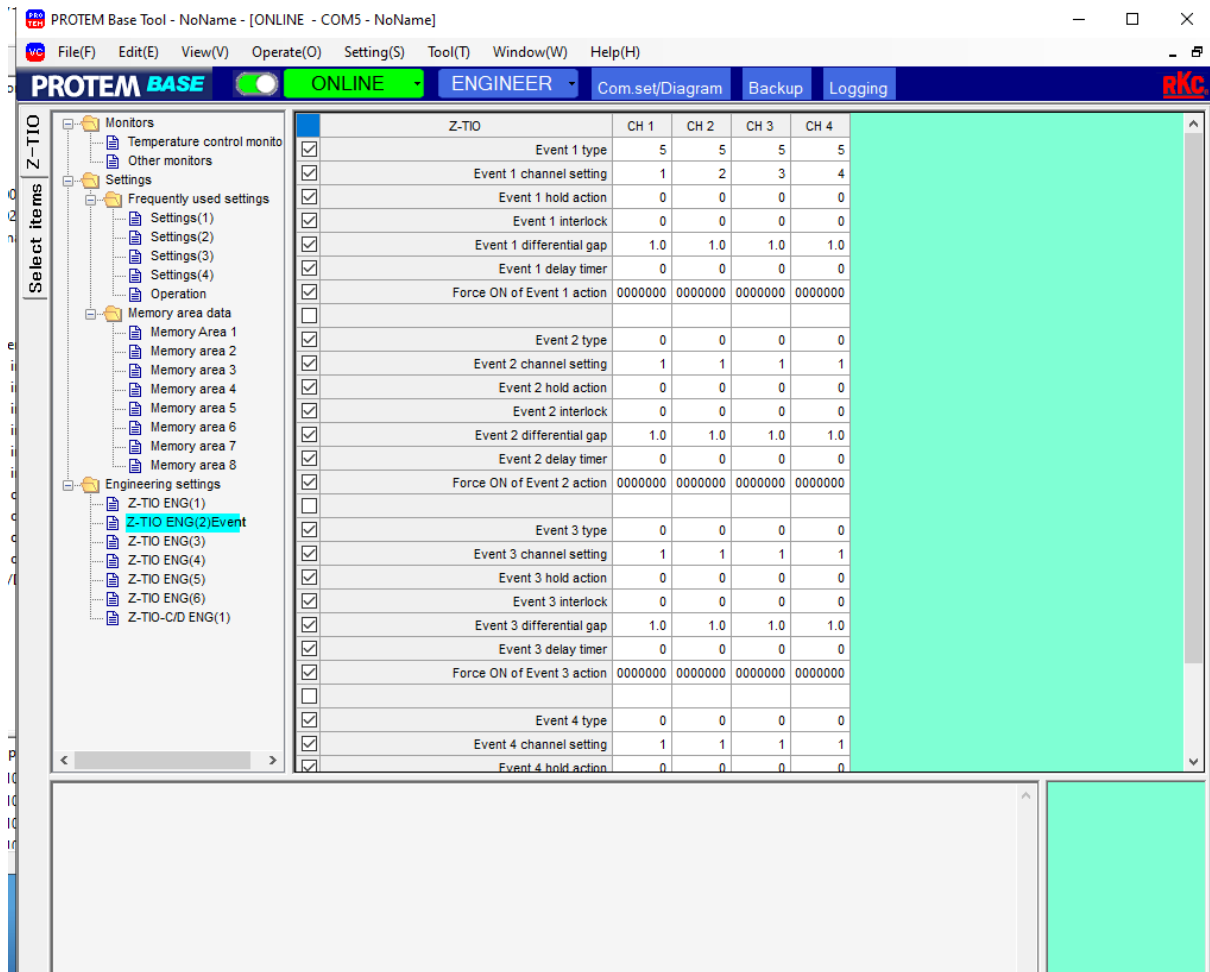 PROTEM Base Tool - NoName - [ONLINE - COM5 - NoName]
File(F) Edit(E) View(V) Operate(O) Setting(S) Tool(T) Window(W) Help(H)
PROTEM BASE ONLINE ENGINEER Com.set/Diagram Backup Logging RKC
Z-TIO
Select items
Monitors
Temperature control monito
Other monitors
Settings
Frequently used settings
Settings(1)
Settings(2)
Settings(3)
Settings(4)
Operation
Memory area data
Memory Area 1
Memory area 2
Memory area 3
Memory area 4
Memory area 5
Memory area 6
Memory area 7
Memory area 8
Engineering settings
Z-TIO ENG(1)
Z-TIO ENG(2)Event
Z-TIO ENG(3)
Z-TIO ENG(4)
Z-TIO ENG(5)
Z-TIO ENG(6)
Z-TIO-C/D ENG(1)
Z-TIO CH 1 CH 2 CH 3 CH 4
Event 1 type 5 5 5 5
Event 1 channel setting 1 2 3 4
Event 1 hold action 0 0 0 0
Event 1 interlock 0 0 0 0
Event 1 differential gap 1.0 1.0 1.0 1.0
Event 1 delay timer 0 0 0 0
Force ON of Event 1 action 0000000 0000000 0000000 0000000
Event 2 type 0 0 0 0
Event 2 channel setting 1 1 1 1
Event 2 hold action 0 0 0 0
Event 2 interlock 0 0 0 0
Event 2 differential gap 1.0 1.0 1.0 1.0
Event 2 delay timer 0 0 0 0
Force ON of Event 2 action 0000000 0000000 0000000 0000000
Event 3 type 0 0 0 0
Event 3 channel setting 1 1 1 1
Event 3 hold action 0 0 0 0
Event 3 interlock 0 0 0 0
Event 3 differential gap 1.0 1.0 1.0 1.0
Event 3 delay timer 0 0 0 0
Force ON of Event 3 action 0000000 0000000 0000000 0000000
Event 4 type 0 0 0 0
Event 4 channel setting 1 1 1 1
Event 4 hold action 0 0 0 0